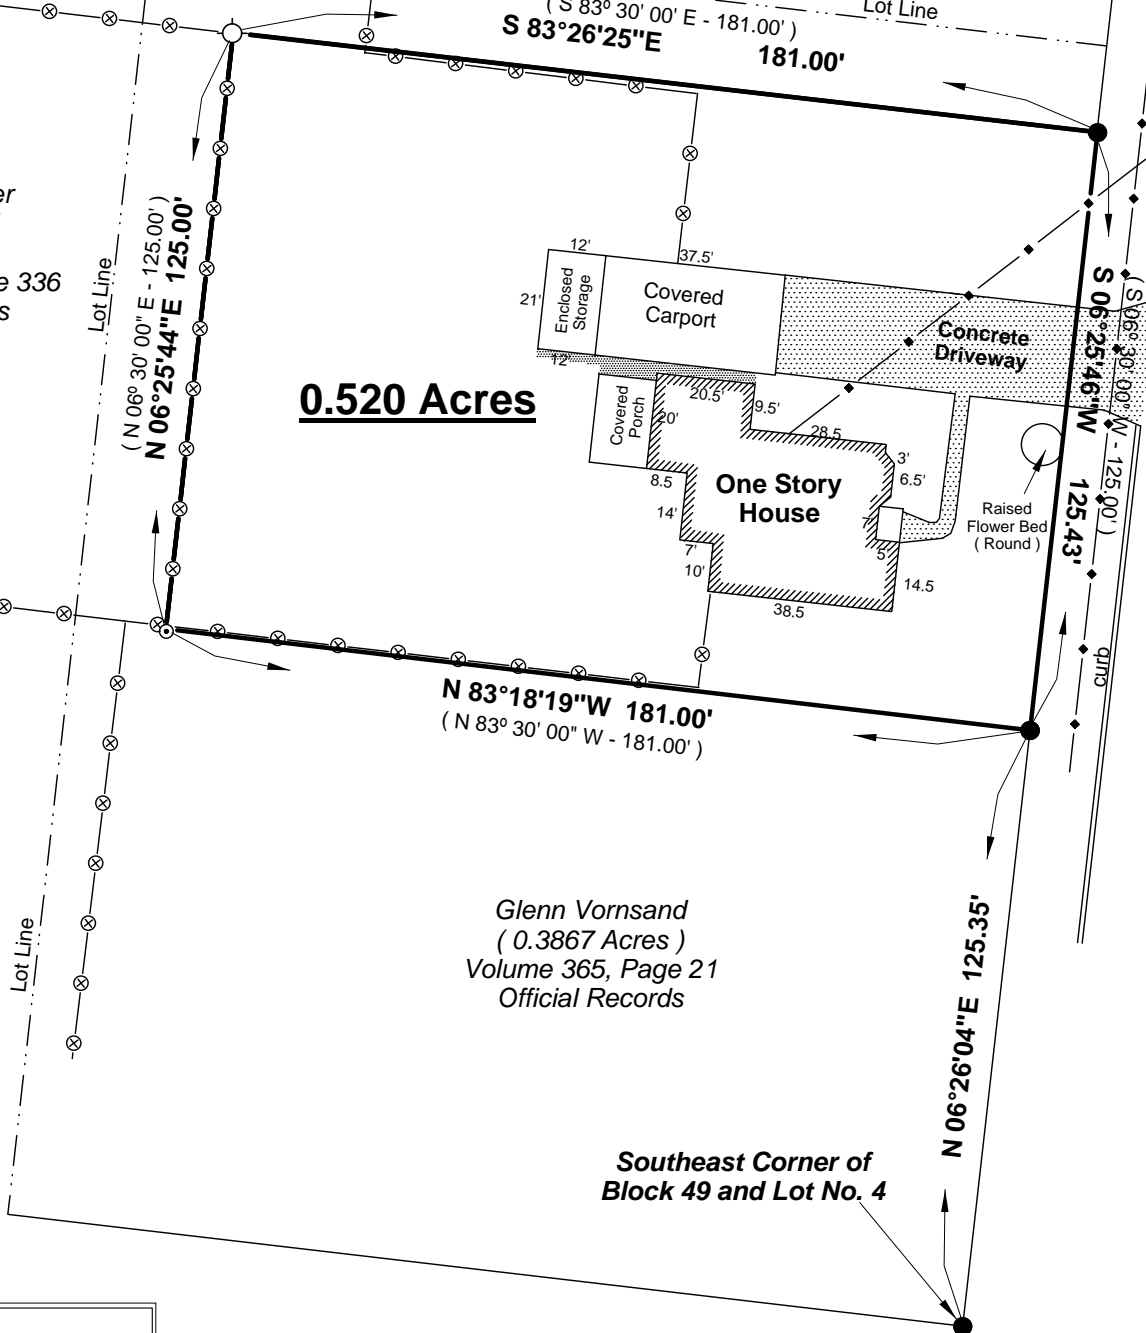 ( S 83º 30' 00' E - 181.00' )
Lot Line
S 83°26'25"E 181.00'
er
e 336
s
Lot Line
( N 06º 30' 00" E - 125.00' )
N 06°25'44"E 125.00'
12'
37.5'
21'
Enclosed
Storage
Covered
Carport
12'
Concrete
Driveway
S 06°25'46"W 125.43'
( S 06º 30' 00" W - 125.00' )
0.520 Acres
Covered
Porch
20.5'
20'
9.5'
28.5
3'
6.5'
8.5
14'
One Story
House
7'
5'
7'
10'
14.5
38.5
Raised
Flower Bed
( Round )
curb
N 83°18'19"W 181.00'
( N 83º 30' 00" W - 181.00' )
Glenn Vornsand
( 0.3867 Acres )
Volume 365, Page 21
Official Records
Lot Line
N 06°26'04"E 125.35'
Southeast Corner of
Block 49 and Lot No. 4